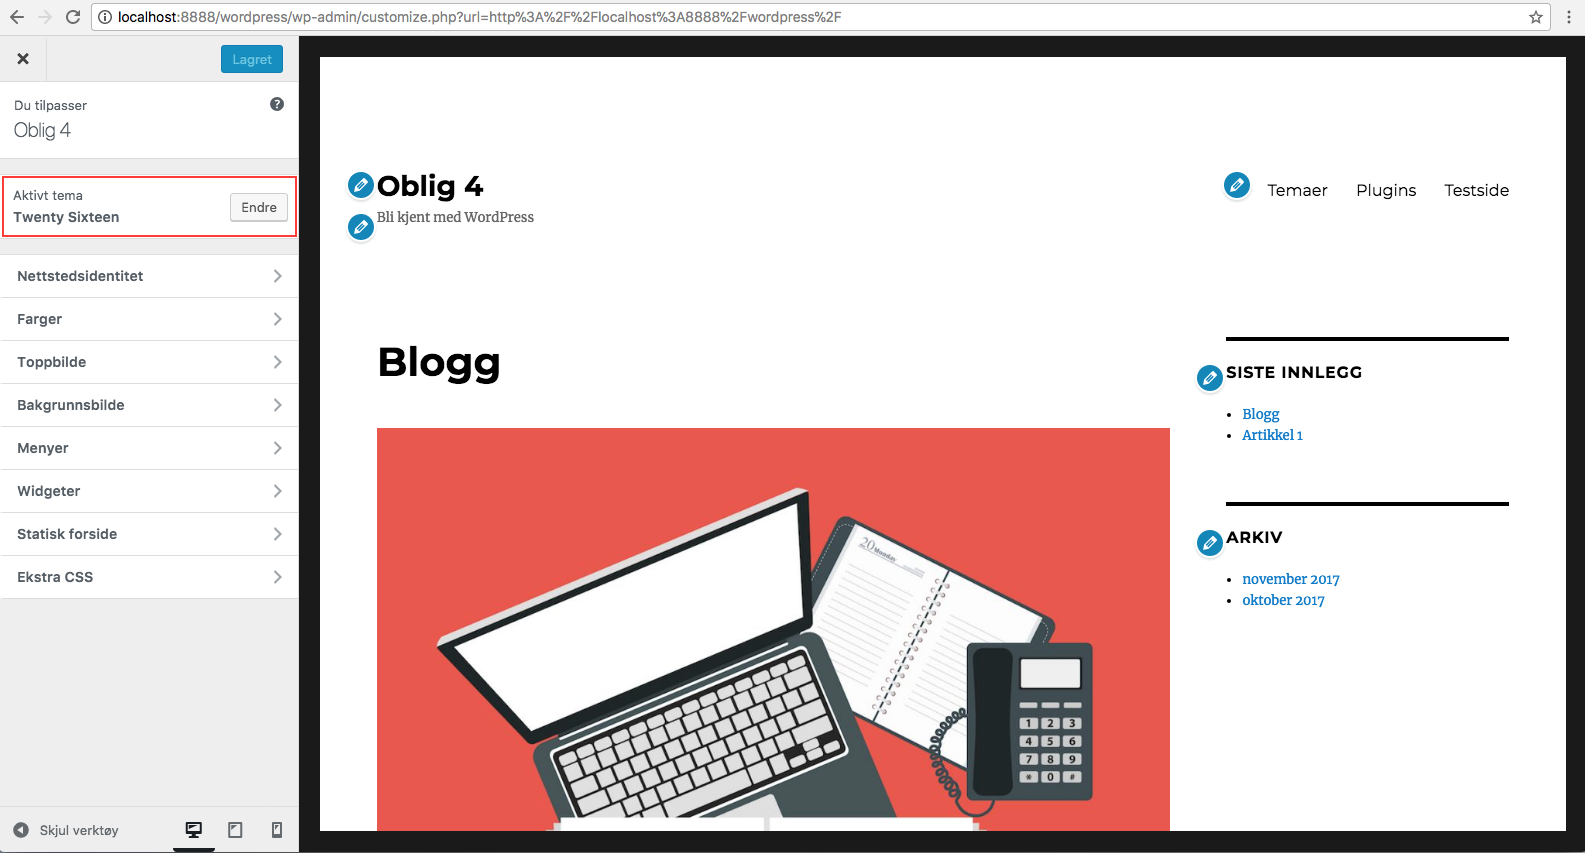 localhost:8888/wordpress/wp-admin/customize.php?url=http%3A%2F%2Flocalhost%3A8888%2Fwordpress%2F
Lagret
Du tilpasser
Oblig 4
Aktivt tema
Twenty Sixteen
Endre
Nettstedsidentitet
Farger
Toppbilde
Bakgrunnsbilde
Menyer
Widgeter
Statisk forside
Ekstra CSS
Skjul verktøy
Oblig 4
Bli kjent med WordPress
Temaer Plugins Testside
Blogg
20 Monday
1 2 3
4 5 6
7 8 9
* 0 #
SISTE INNLEGG
Blogg
Artikkel 1
ARKIV
november 2017
oktober 2017